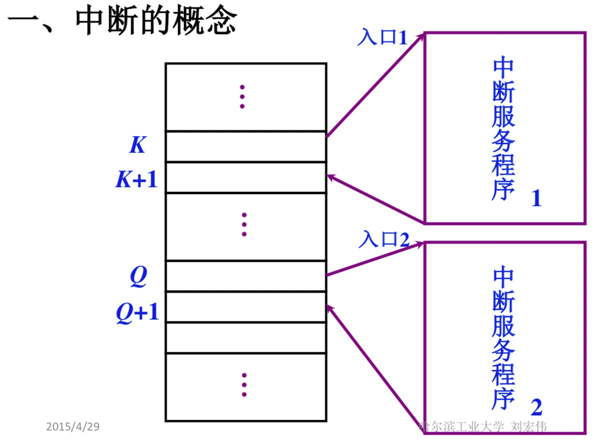 一、中断的概念
入口1
中断服务程序 1
K
K+1
入口2
Q
Q+1
中断服务程序 2
2015/4/29
哈尔滨工业大学 刘宏伟